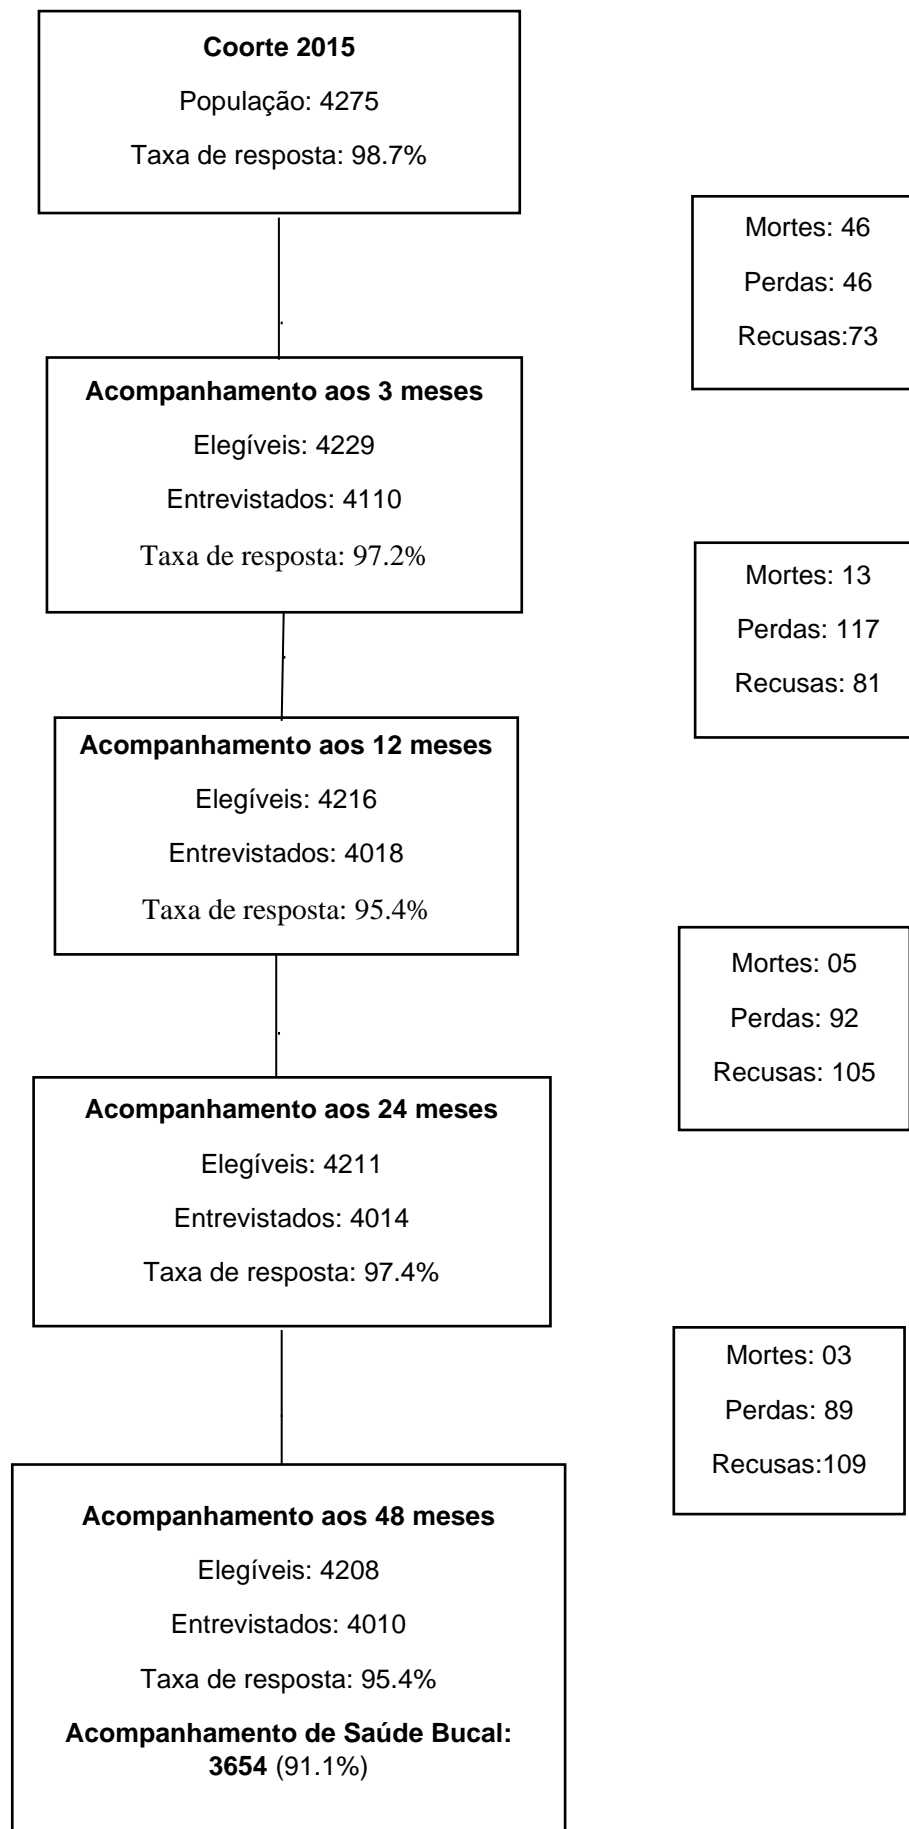 Coorte 2015
População: 4275
Taxa de resposta: 98.7%
Mortes: 46
Perdas: 46
Recusas:73
Acompanhamento aos 3 meses
Elegíveis: 4229
Entrevistados: 4110
Taxa de resposta: 97.2%
Mortes: 13
Perdas: 117
Recusas: 81
Acompanhamento aos 12 meses
Elegíveis: 4216
Entrevistados: 4018
Taxa de resposta: 95.4%
Mortes: 05
Perdas: 92
Recusas: 105
Acompanhamento aos 24 meses
Elegíveis: 4211
Entrevistados: 4014
Taxa de resposta: 97.4%
Mortes: 03
Perdas: 89
Recusas:109
Acompanhamento aos 48 meses
Elegíveis: 4208
Entrevistados: 4010
Taxa de resposta: 95.4%
Acompanhamento de Saúde Bucal:
3654 (91.1%)